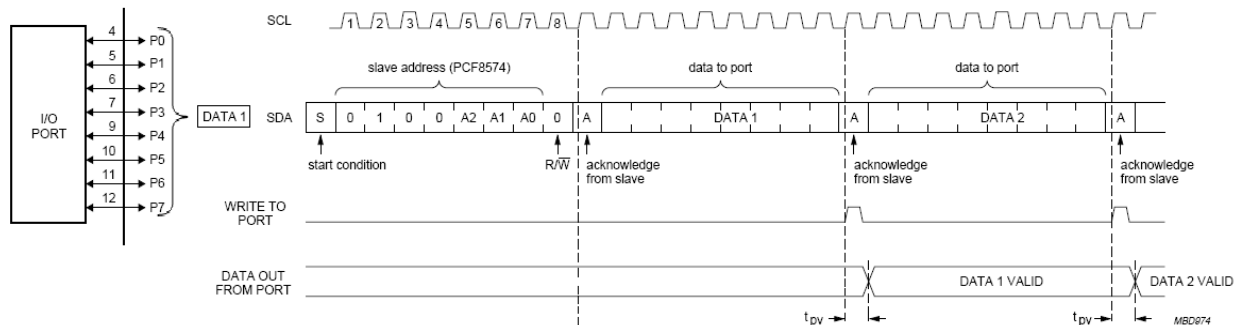 SCL 1 2 3 4 5 6 7 8
slave address (PCF8574) data to port data to port
SDA S 0 1 0 0 A2 A1 A0 0 A DATA 1 A DATA 2 A
start condition R/W̅ acknowledge from slave acknowledge from slave acknowledge from slave
I/O PORT
4 P0
5 P1
6 P2
7 P3
9 P4
10 P5
11 P6
12 P7
DATA 1
WRITE TO
PORT
DATA OUT
FROM PORT
DATA 1 VALID DATA 2 VALID
tpv tpv MBD974